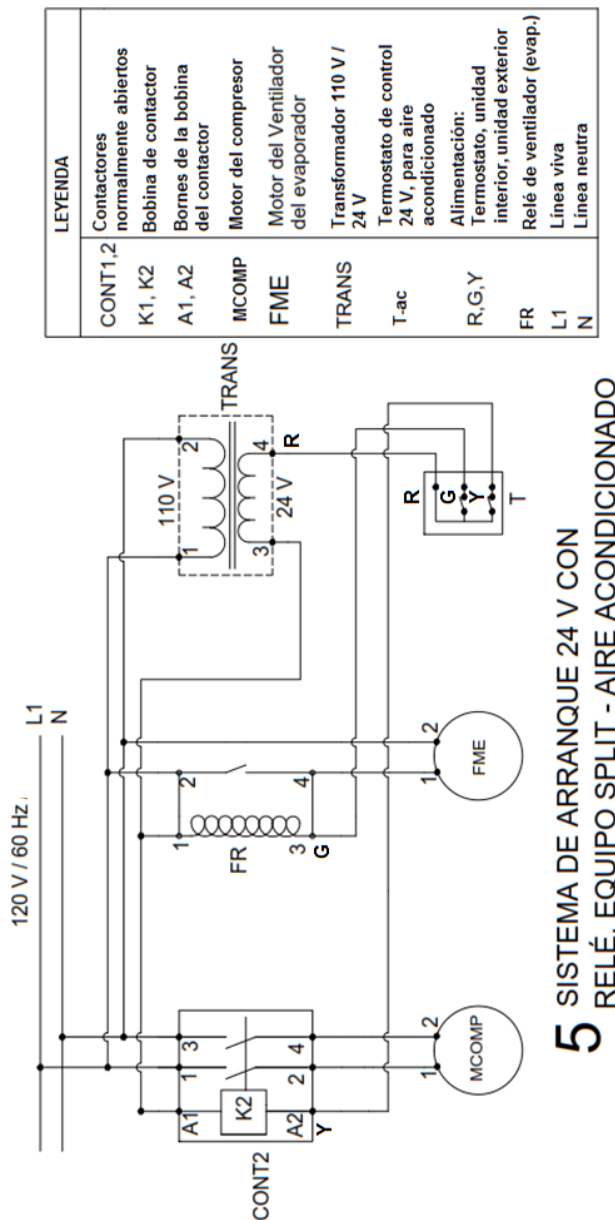 120 V / 60 Hz
L1
N
TRANS
110 V
1
2
24 V
3
4
R
A1
1
3
K2
A2
2
4
Y
CONT2
1
2
FR
3
4
G
1
2
MCOMP
1
2
FME
R
G
Y
T
LEYENDA
CONT1,2 Contactores
normalmente abiertos
K1, K2 Bobina de contactor
A1, A2 Bornes de la bobina
del contactor
MCOMP Motor del compresor
FME Motor del Ventilador
del evaporador
TRANS Transformador 110 V /
24 V
T-ac Termostato de control
24 V, para aire
acondicionado
R,G,Y Alimentación:
Termostato, unidad
interior, unidad exterior
FR Relé de ventilador (evap.)
L1 Línea viva
N Línea neutra
5 SISTEMA DE ARRANQUE 24 V CON
RELÉ, EQUIPO SPLIT - AIRE ACONDICIONADO